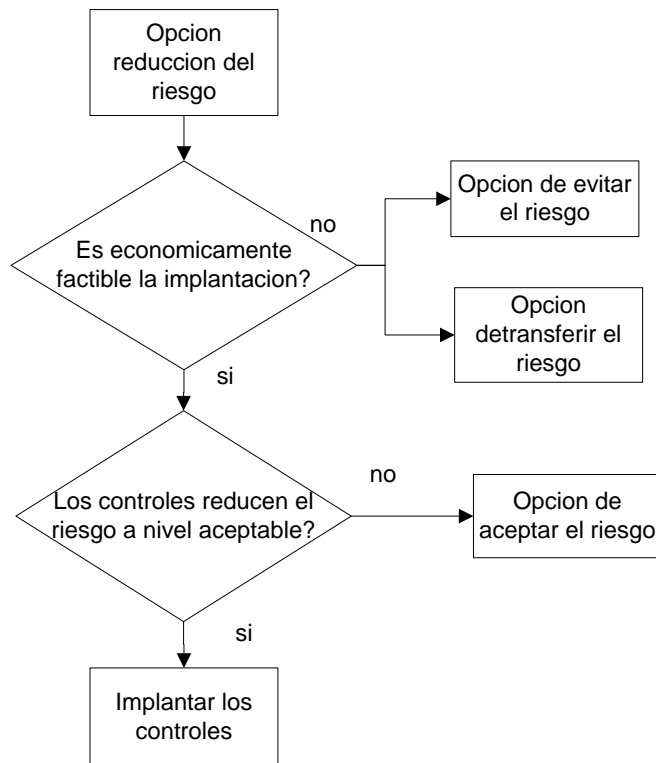 Opcion
reduccion del
riesgo
no
Opcion de evitar
el riesgo
Es economicamente
factible la implantacion?
Opcion
detransferir el
riesgo
si
no
Los controles reducen el
riesgo a nivel aceptable?
Opcion de
aceptar el riesgo
si
Implantar los
controles